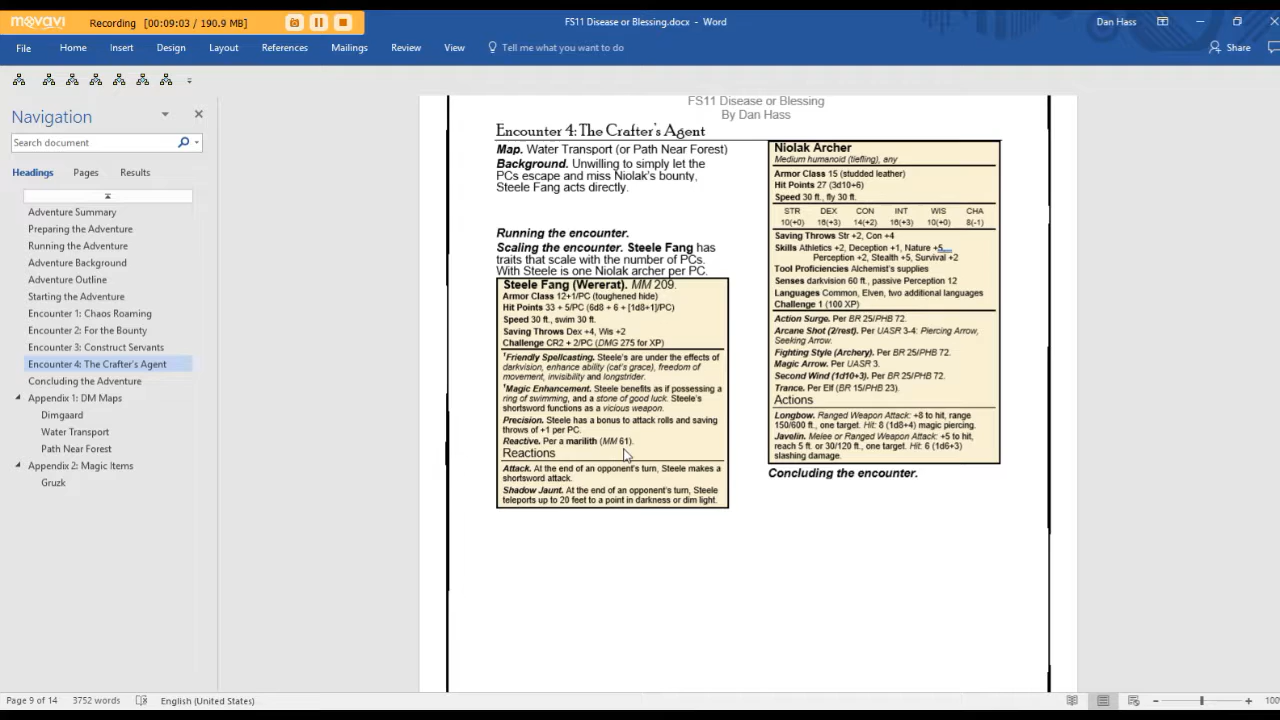 movavi Recording (00:09:03 / 190.9 MB)
FS11 Disease or Blessing.docx - Word
Dan Hass
File Home Insert Design Layout References Mailings Review View Tell me what you want to do
Share
Navigation
Search document
Headings Pages Results
Adventure Summary
Preparing the Adventure
Running the Adventure
Adventure Background
Adventure Outline
Starting the Adventure
Encounter 1: Chaos Roaming
Encounter 2: For the Bounty
Encounter 3: Construct Servants
Encounter 4: The Crafter's Agent
Concluding the Adventure
Appendix 1: DM Maps
Dimgaard
Water Transport
Path Near Forest
Appendix 2: Magic Items
Gruzk
FS11 Disease or Blessing
By Dan Hass
Encounter 4: The Crafter's Agent
Map. Water Transport (or Path Near Forest)
Background. Unwilling to simply let the
PCs escape and miss Niolak's bounty,
Steele Fang acts directly.
Running the encounter.
Scaling the encounter. Steele Fang has
traits that scale with the number of PCs.
With Steele is one Niolak archer per PC.
Steele Fang (Wererat). MM 209.
Armor Class 12+1/PC (toughened hide)
Hit Points 33 + 5/PC (6d8 + 6 + [1d8+1]/PC)
Speed 30 ft., swim 30 ft.
Saving Throws Dex +4, Wis +2
Challenge CR2 + 2/PC (DMG 275 for XP)
!Friendly Spellcasting. Steele's are under the effects of
darkvision, enhance ability (cat's grace), freedom of
movement, invisibility and longstrider.
!Magic Enhancement. Steele benefits as if possessing a
ring of swimming, and a stone of good luck. Steele's
shortsword functions as a vicious weapon.
Precision. Steele has a bonus to attack rolls and saving
throws of +1 per PC.
Reactive. Per a marilith (MM 61).
Reactions
Attack. At the end of an opponent's turn, Steele makes a
shortsword attack.
Shadow Jaunt. At the end of an opponent's turn, Steele
teleports up to 20 feet to a point in darkness or dim light.
Niolak Archer
Medium humanoid (tiefling), any
Armor Class 15 (studded leather)
Hit Points 27 (3d10+6)
Speed 30 ft., fly 30 ft.
STR DEX CON INT WIS CHA
10(+0) 16(+3) 14(+2) 16(+3) 10(+0) 8(-1)
Saving Throws Str +2, Con +4
Skills Athletics +2, Deception +1, Nature +5,
Perception +2, Stealth +5, Survival +2
Tool Proficiencies Alchemist's supplies
Senses darkvision 60 ft., passive Perception 12
Languages Common, Elven, two additional languages
Challenge 1 (100 XP)
Action Surge. Per BR 25/PHB 72.
Arcane Shot (2/rest). Per UASR 3-4: Piercing Arrow,
Seeking Arrow.
Fighting Style (Archery). Per BR 25/PHB 72.
Magic Arrow. Per UASR 3.
Second Wind (1d10+3). Per BR 25/PHB 72.
Trance. Per Elf (BR 15/PHB 23).
Actions
Longbow. Ranged Weapon Attack: +8 to hit, range
150/600 ft., one target. Hit: 8 (1d8+4) magic piercing.
Javelin. Melee or Ranged Weapon Attack: +5 to hit,
reach 5 ft. or 30/120 ft., one target. Hit: 6 (1d6+3)
slashing damage.
Concluding the encounter.
Page 9 of 14 3752 words English (United States)
100